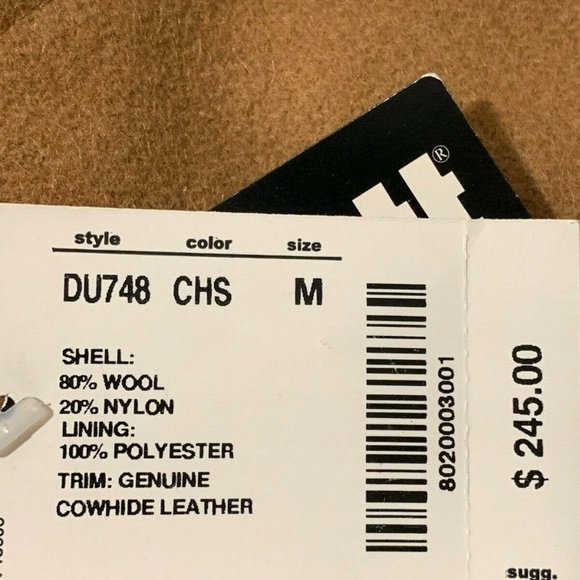 ®
style color size
DU748 CHS M
SHELL:
80% WOOL
20% NYLON
LINING:
100% POLYESTER
TRIM: GENUINE
COWHIDE LEATHER
8020003001
$ 245.00
sugg.